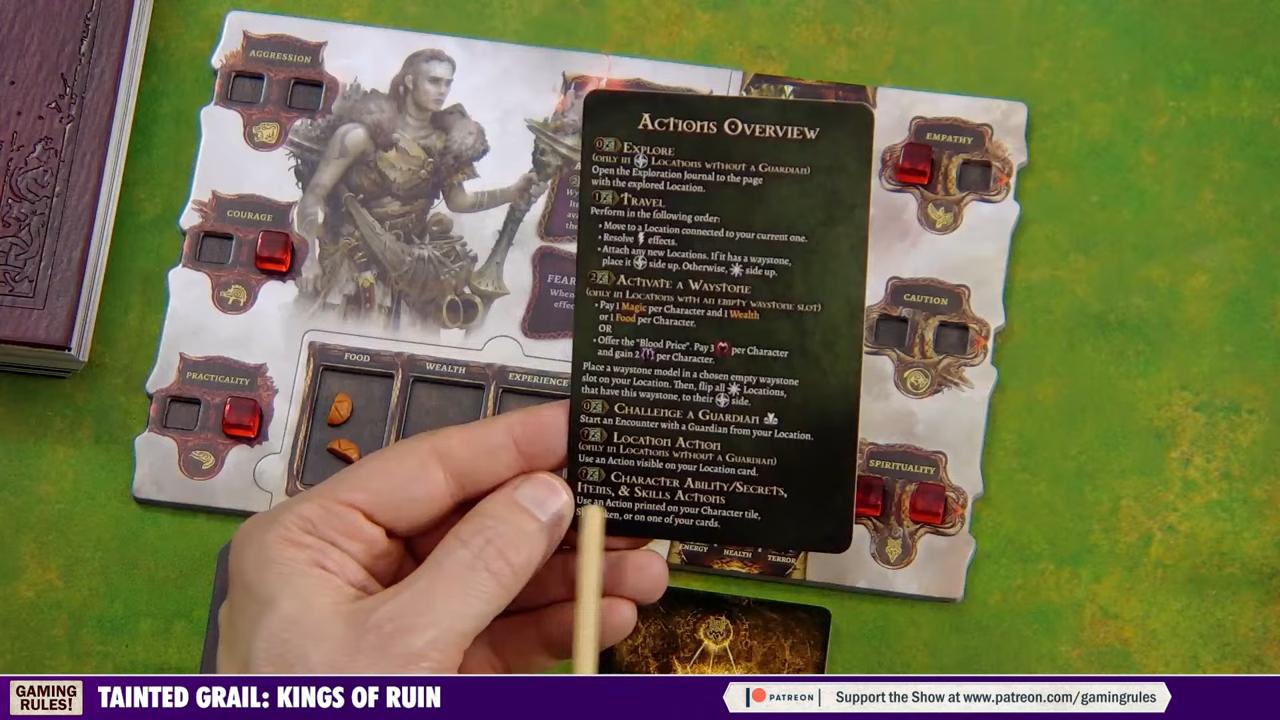 AGGRESSION
COURAGE
PRACTICALITY
FOOD
WEALTH
EXPERIENCE
FEAR
Whe
effe
Actions Overview
0 Explore
(only in Locations without a Guardian)
Open the Exploration Journal to the page
with the explored Location.
1 Travel
Perform in the following order:
• Move to a Location connected to your current one.
• Resolve effects.
• Attach any new Locations. If it has a waystone,
place it side up. Otherwise, side up.
2 Activate a Waystone
(only in Locations with an empty waystone slot)
• Pay 1 Magic per Character and 1 Wealth
or 1 Food per Character.
OR
• Offer the "Blood Price". Pay 3 per Character
and gain 2 per Character.
Place a waystone model in a chosen empty waystone
slot on your Location. Then, flip all Locations,
that have this waystone, to their side.
0 Challenge a Guardian
Start an Encounter with a Guardian from your Location.
? Location Action
(only in Locations without a Guardian)
Use an Action visible on your Location card.
? Character Ability/Secrets,
Items, & Skills Actions
Use an Action printed on your Character tile,
or on one of your cards.
EMPATHY
CAUTION
SPIRITUALITY
ENERGY
HEALTH
TERROR
GAMING
RULES!
TAINTED GRAIL: KINGS OF RUIN
PATREON
Support the Show at www.patreon.com/gamingrules